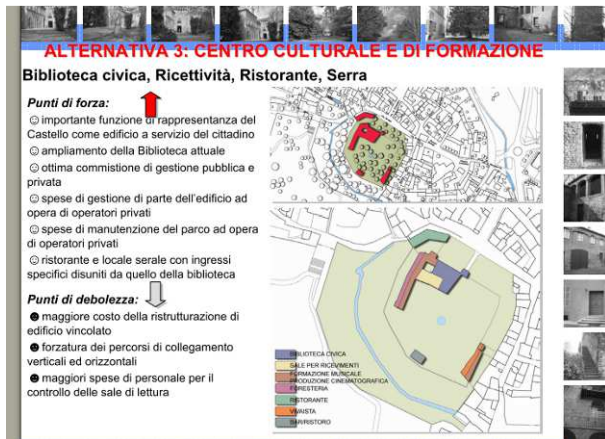 ALTERNATIVA 3: CENTRO CULTURALE E DI FORMAZIONE
Biblioteca civica, Ricettività, Ristorante, Serra
Punti di forza:
☺ importante funzione di rappresentanza del
Castello come edificio a servizio del cittadino
☺ ampliamento della Biblioteca attuale
☺ ottima commistione di gestione pubblica e
privata
☺ spese di gestione di parte dell'edificio ad
opera di operatori privati
☺ spese di manutenzione del parco ad opera
di operatori privati
☺ ristorante e locale serale con ingressi
specifici disuniti da quello della biblioteca
Punti di debolezza:
☻ maggiore costo della ristrutturazione di
edificio vincolato
☻ forzatura dei percorsi di collegamento
verticali ed orizzontali
☻ maggiori spese di personale per il
controllo delle sale di lettura
BIBLIOTECA CIVICA
SALE PER RICEVIMENTI
FORMAZIONE MUSICALE
PRODUZIONE CINEMATOGRAFICA
FORESTERIA
RISTORANTE
VIVAISTA
BAR/RISTORO